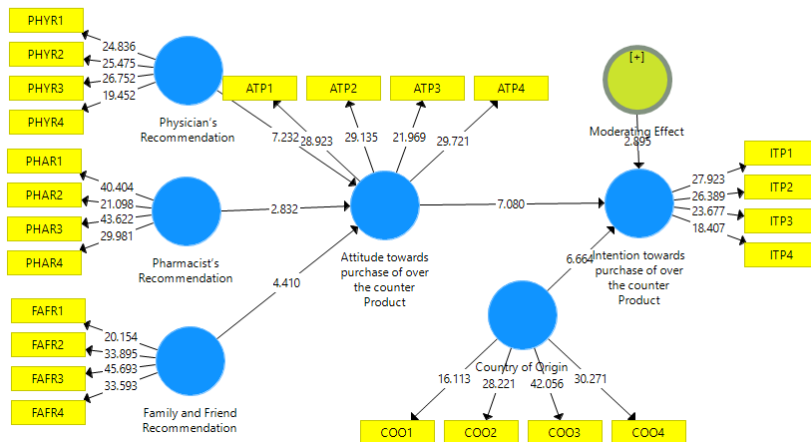 PHYR1
PHYR2
PHYR3
PHYR4
24.836
25.475
26.752
19.452
Physician's
Recommendation
ATP1
ATP2
ATP3
ATP4
28.923
29.135
21.969
29.721
7.232
[+]
Moderating Effect
2.895
PHAR1
PHAR2
PHAR3
PHAR4
40.404
21.098
43.622
29.981
Pharmacist's
Recommendation
2.832
Attitude towards
purchase of over
the counter
Product
7.080
ITP1
ITP2
ITP3
ITP4
27.923
26.389
23.677
18.407
Intention towards
purchase of over
the counter
Product
6.664
4.410
FAFR1
FAFR2
FAFR3
FAFR4
20.154
33.895
45.693
33.593
Family and Friend
Recommendation
Country of Origin
16.113
28.221
42.056
30.271
COO1
COO2
COO3
COO4